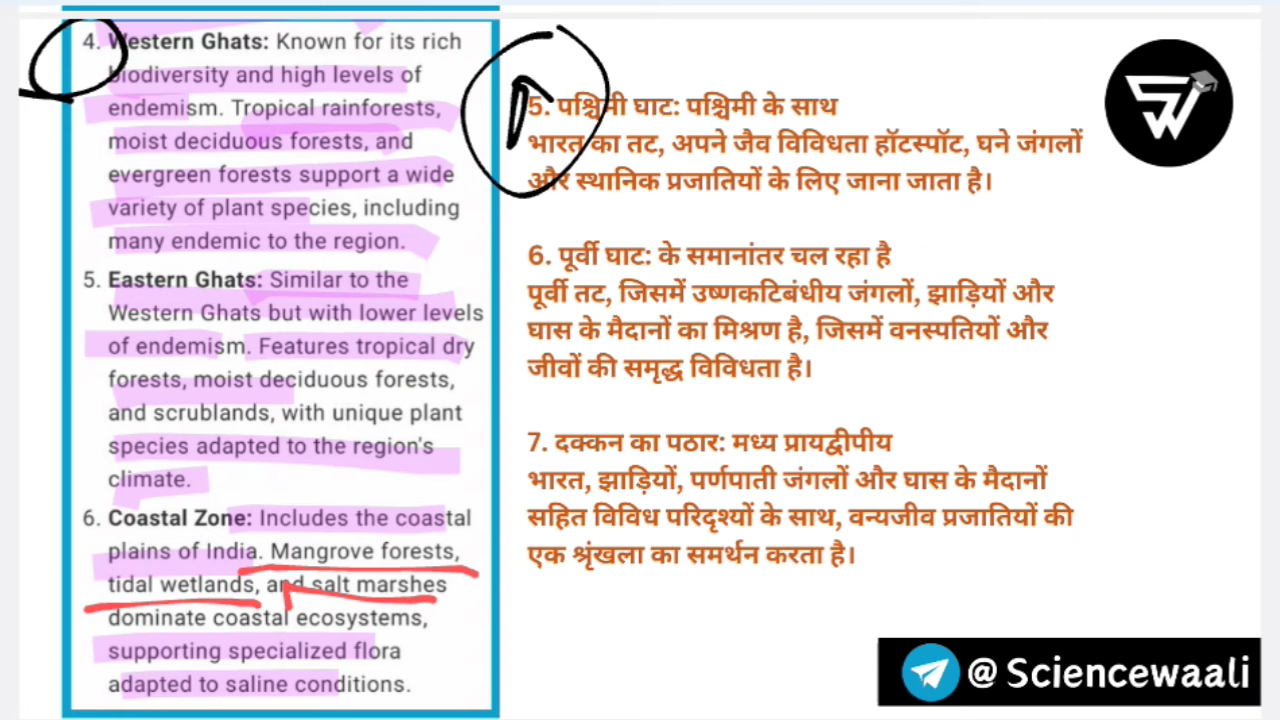 4. Western Ghats: Known for its rich
biodiversity and high levels of
endemism. Tropical rainforests,
moist deciduous forests, and
evergreen forests support a wide
variety of plant species, including
many endemic to the region.
5. Eastern Ghats: Similar to the
Western Ghats but with lower levels
of endemism. Features tropical dry
forests, moist deciduous forests,
and scrublands, with unique plant
species adapted to the region's
climate.
6. Coastal Zone: Includes the coastal
plains of India. Mangrove forests,
tidal wetlands, and salt marshes
dominate coastal ecosystems,
supporting specialized flora
adapted to saline conditions.
5. पश्चिमी घाट: पश्चिमी के साथ
भारत का तट, अपने जैव विविधता हॉटस्पॉट, घने जंगलों
और स्थानिक प्रजातियों के लिए जाना जाता है।
6. पूर्वी घाट: के समानांतर चल रहा है
पूर्वी तट, जिसमें उष्णकटिबंधीय जंगलों, झाड़ियों और
घास के मैदानों का मिश्रण है, जिसमें वनस्पतियों और
जीवों की समृद्ध विविधता है।
7. दक्कन का पठार: मध्य प्रायद्वीपीय
भारत, झाड़ियों, पर्णपाती जंगलों और घास के मैदानों
सहित विविध परिदृश्यों के साथ, वन्यजीव प्रजातियों की
एक श्रृंखला का समर्थन करता है।
SW
@ Sciencewaali